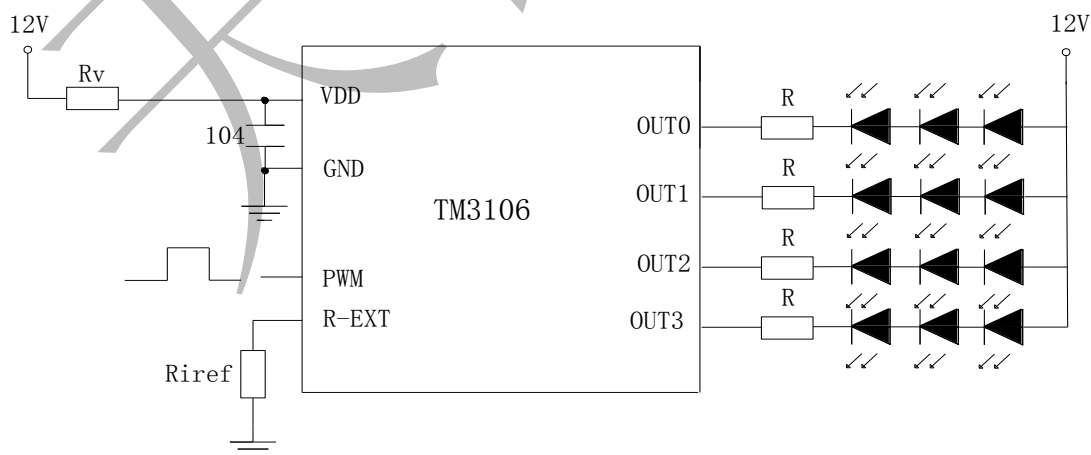 12V
12V
Rv
VDD
104
GND
TM3106
PWM
R-EXT
Riref
OUT0
R
OUT1
R
OUT2
R
OUT3
R